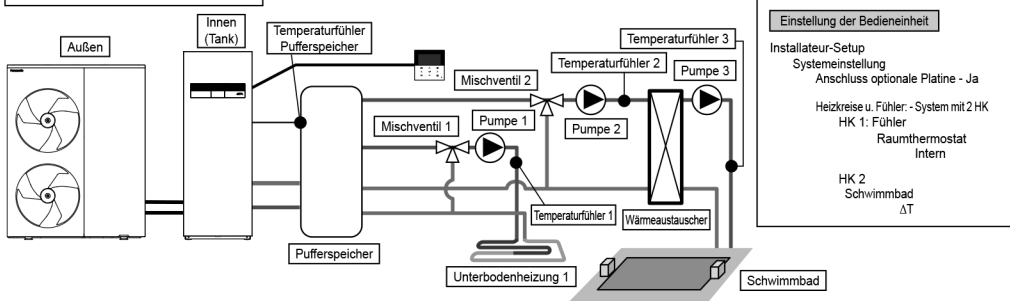 Außen
Innen
(Tank)
Temperaturfühler
Pufferspeicher
Mischventil 2
Temperaturfühler 3
Temperaturfühler 2
Pumpe 3
Mischventil 1
Pumpe 1
Pumpe 2
Temperaturfühler 1
Wärmeaustauscher
Pufferspeicher
Unterbodenheizung 1
Schwimmbad
Einstellung der Bedieneinheit
Installateur-Setup
Systemeinstellung
Anschluss optionale Platine - Ja
Heizkreise u. Fühler: - System mit 2 HK
HK 1: Fühler
Raumthermostat
Intern
HK 2
Schwimmbad
ΔT